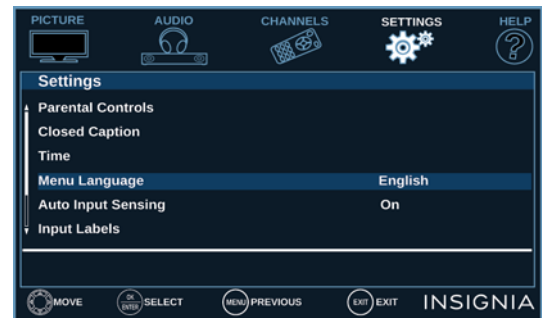 PICTURE AUDIO CHANNELS SETTINGS HELP
Settings
Parental Controls
Closed Caption
Time
Menu Language English
Auto Input Sensing On
Input Labels
MOVE OK ENTER SELECT MENU PREVIOUS EXIT EXIT INSIGNIA